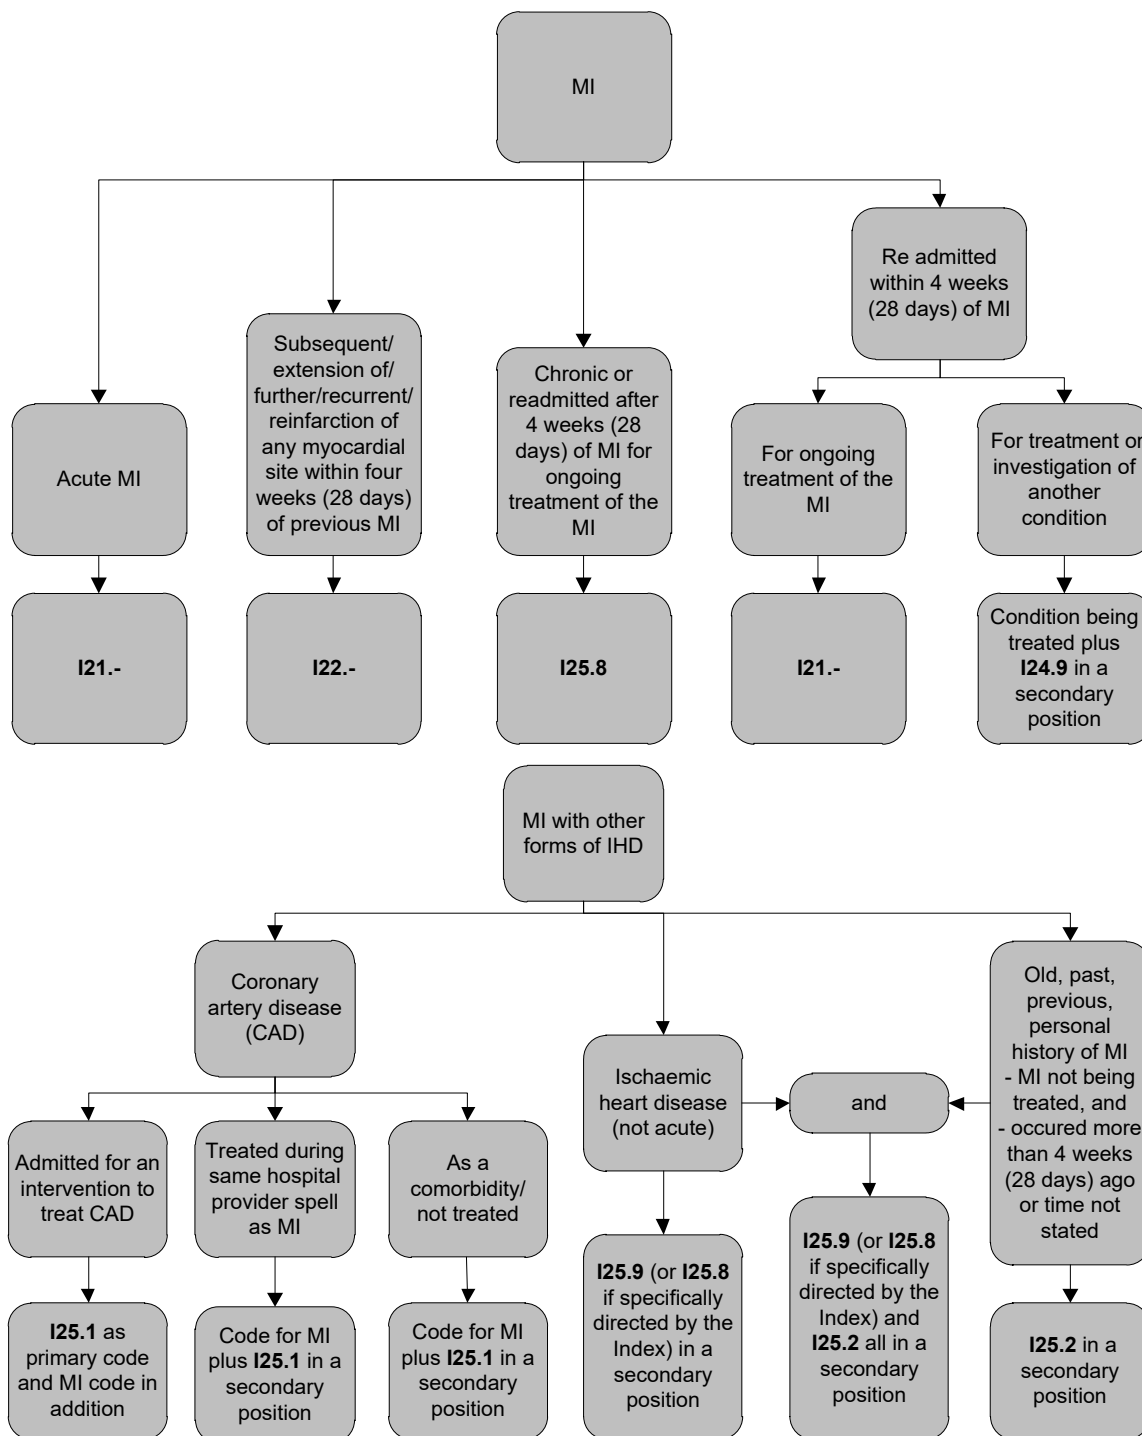 MI
Re admitted
within 4 weeks
(28 days) of MI
Subsequent/
extension of/
further/recurrent/
reinfarction of
any myocardial
site within four
weeks (28 days)
of previous MI
Chronic or
readmitted after
4 weeks (28
days) of MI for
ongoing
treatment of the
MI
Acute MI
For ongoing
treatment of the
MI
For treatment or
investigation of
another
condition
I21.-
I22.-
I25.8
I21.-
Condition being
treated plus
I24.9 in a
secondary
position
MI with other
forms of IHD
Coronary
artery disease
(CAD)
Old, past,
previous,
personal
history of MI
- MI not being
treated, and
- occured more
than 4 weeks
(28 days) ago
or time not
stated
Ischaemic
heart disease
(not acute)
and
Admitted for an
intervention to
treat CAD
Treated during
same hospital
provider spell
as MI
As a
comorbidity/
not treated
I25.1 as
primary code
and MI code in
addition
Code for MI
plus I25.1 in a
secondary
position
Code for MI
plus I25.1 in a
secondary
position
I25.9 (or I25.8
if specifically
directed by the
Index) in a
secondary
position
I25.9 (or I25.8
if specifically
directed by the
Index) and
I25.2 all in a
secondary
position
I25.2 in a
secondary
position